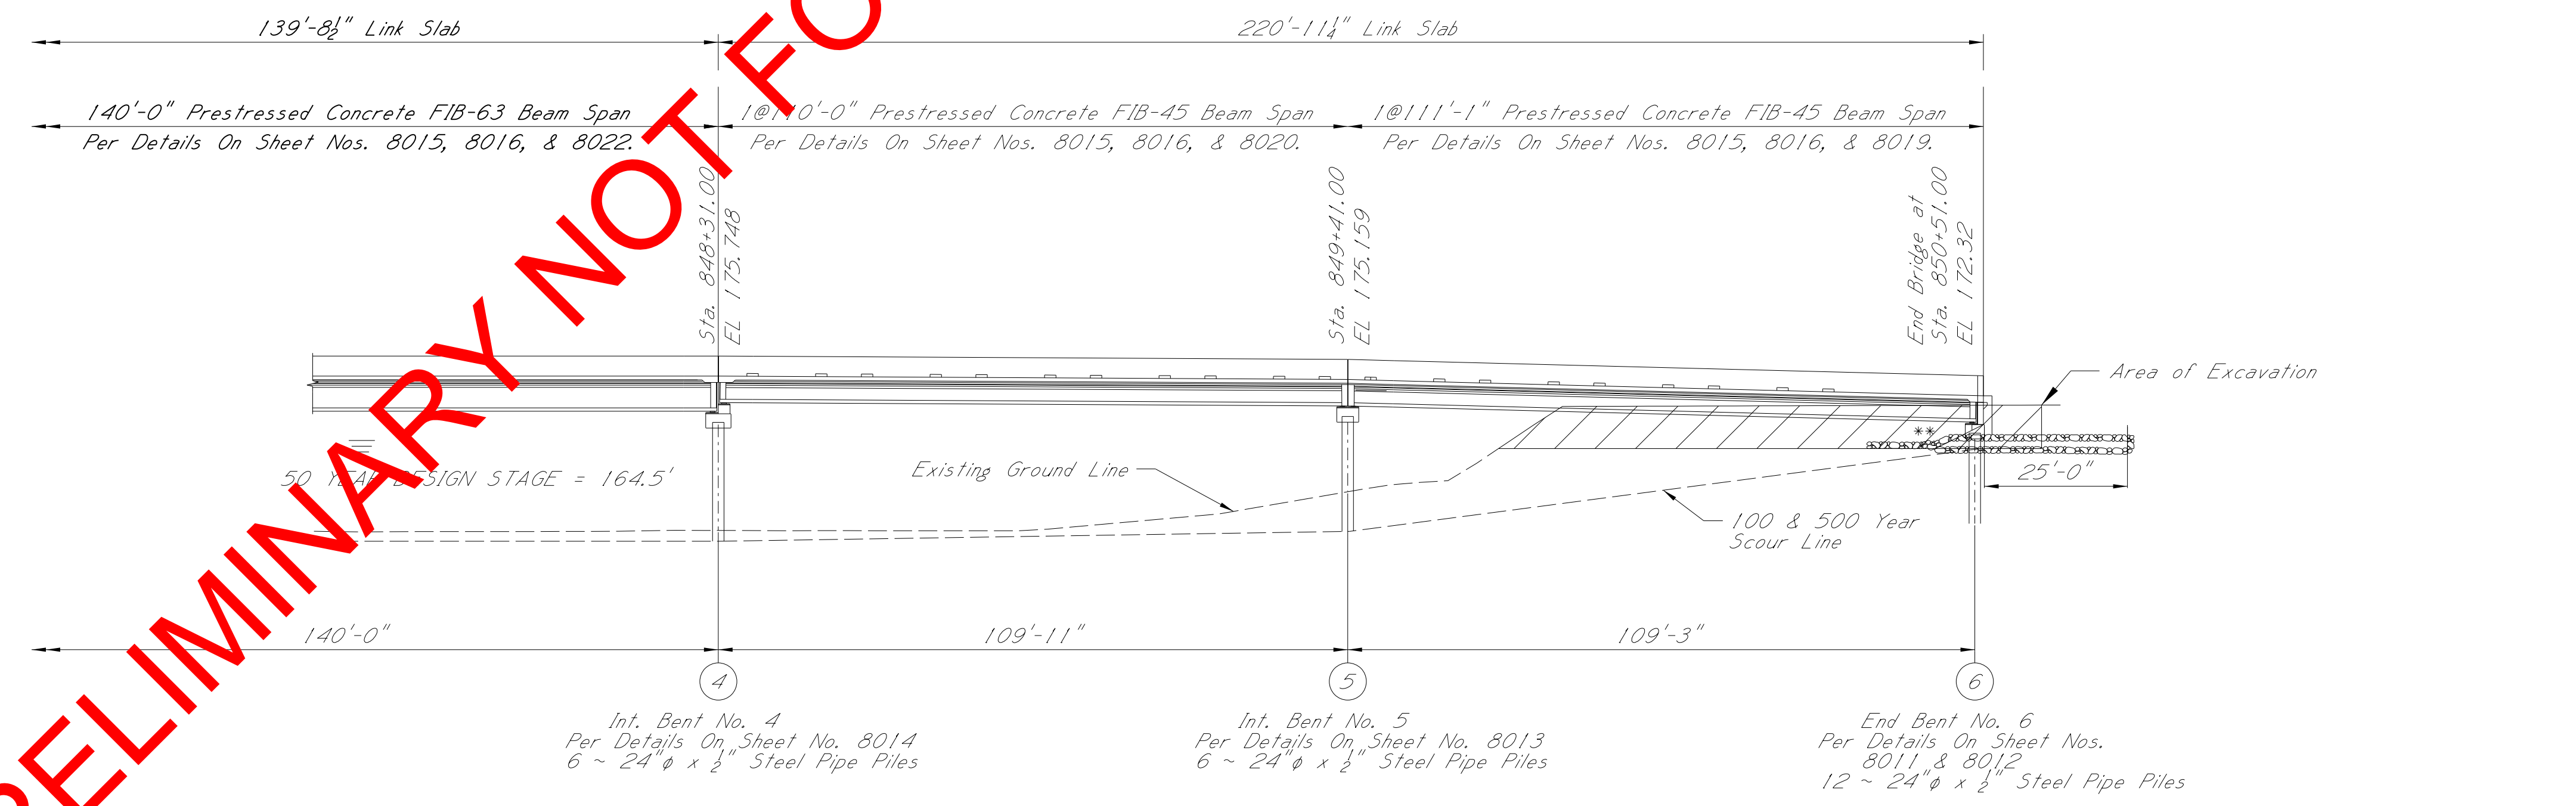 139'-8½" Link Slab
220'-11¼" Link Slab
140'-0" Prestressed Concrete FIB-63 Beam Span
Per Details On Sheet Nos. 8015, 8016, & 8022.
1@110'-0" Prestressed Concrete FIB-45 Beam Span
Per Details On Sheet Nos. 8015, 8016, & 8020.
1@111'-1" Prestressed Concrete FIB-45 Beam Span
Per Details On Sheet Nos. 8015, 8016, & 8019.
Sta. 848+31.00
EL 175.748
Sta. 849+41.00
EL 175.159
End Bridge at
Sta. 850+51.00
EL 172.32
Area of Excavation
**
25'-0"
50 YEAR DESIGN STAGE = 164.5'
Existing Ground Line
100 & 500 Year
Scour Line
140'-0"
109'-11"
109'-3"
4
5
6
Int. Bent No. 4
Per Details On Sheet No. 8014
6 ~ 24"ϕ x ½" Steel Pipe Piles
Int. Bent No. 5
Per Details On Sheet No. 8013
6 ~ 24"ϕ x ½" Steel Pipe Piles
End Bent No. 6
Per Details On Sheet Nos.
8011 & 8012
12 ~ 24"ϕ x ½" Steel Pipe Piles
PRELIMINARY NOT FO